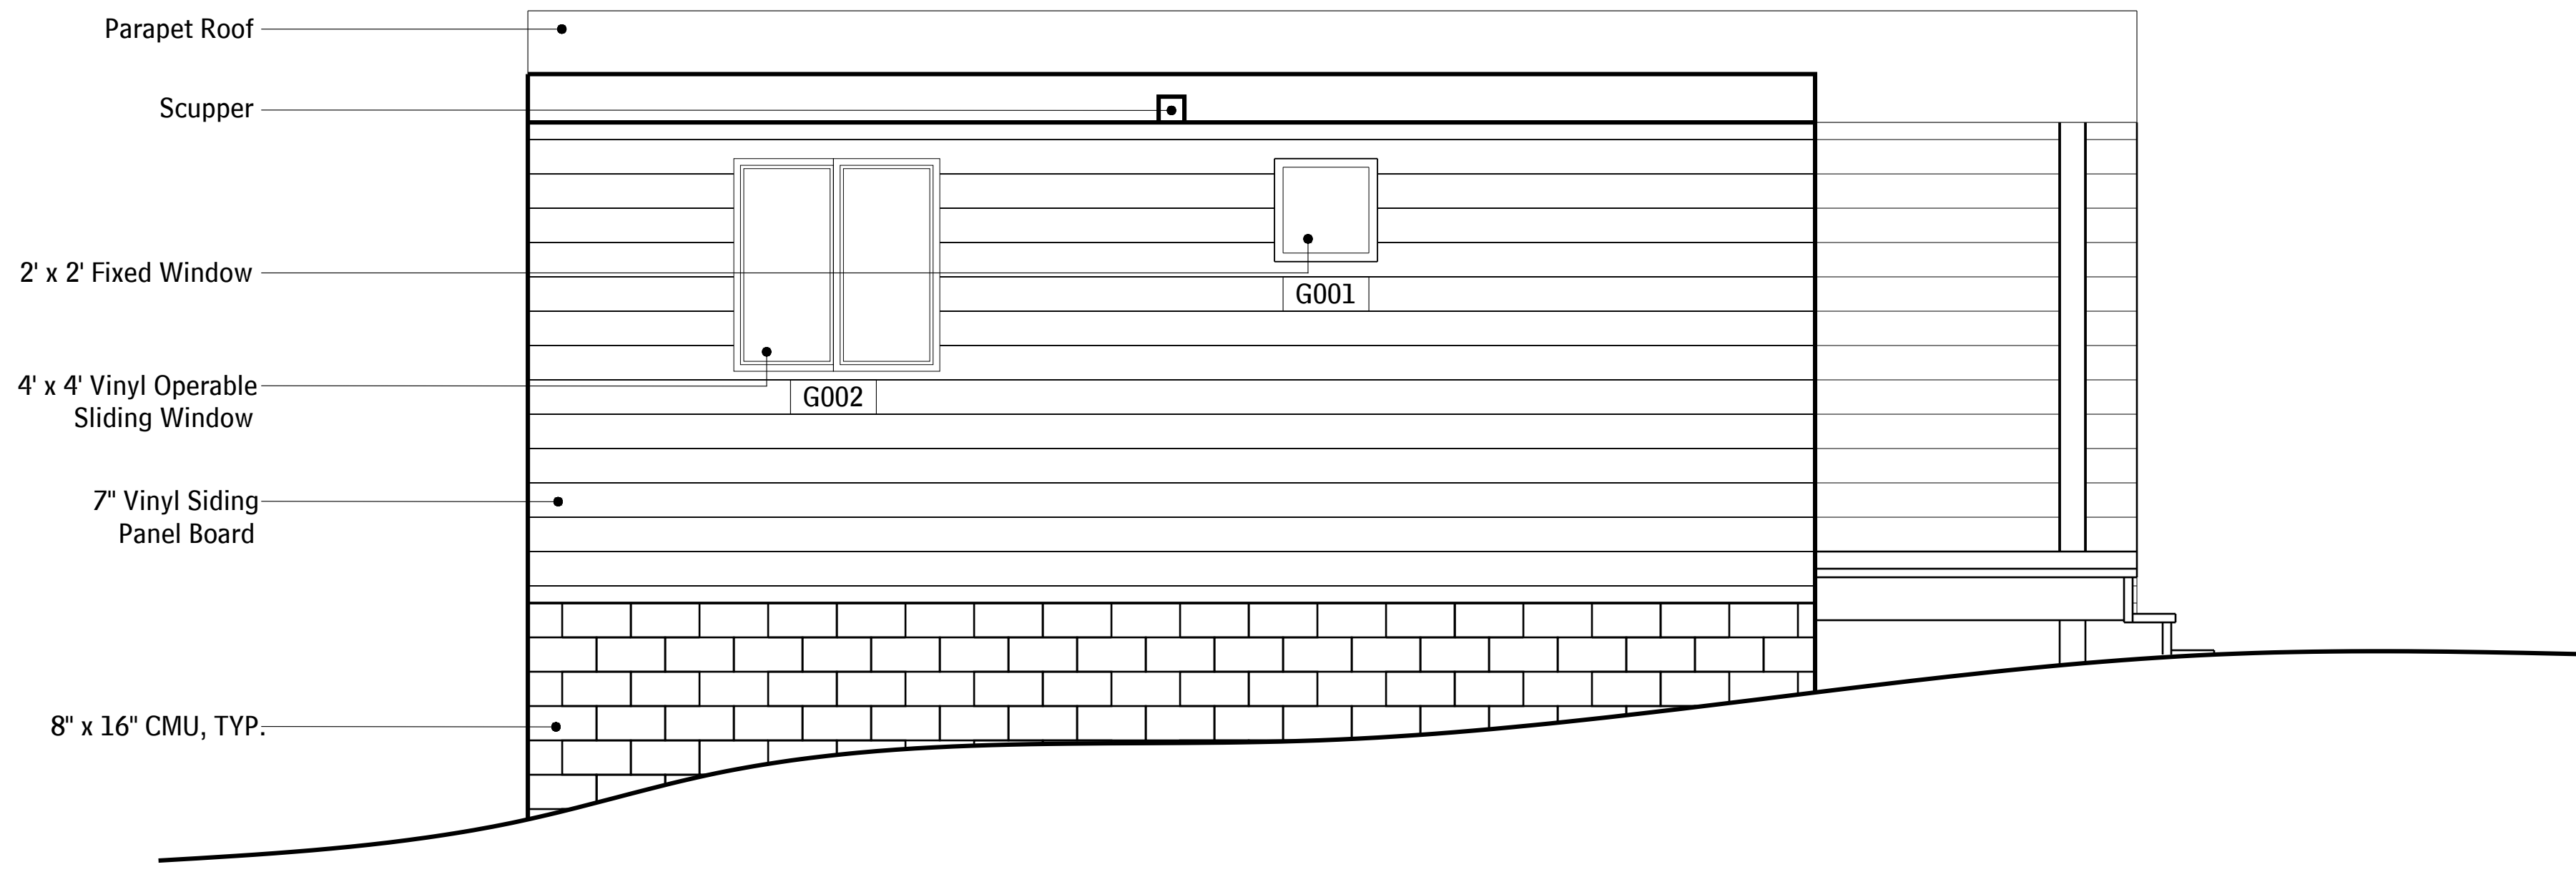 Parapet Roof
Scupper
2' x 2' Fixed Window
G001
4' x 4' Vinyl Operable
Sliding Window
G002
7" Vinyl Siding
Panel Board
8" x 16" CMU, TYP.